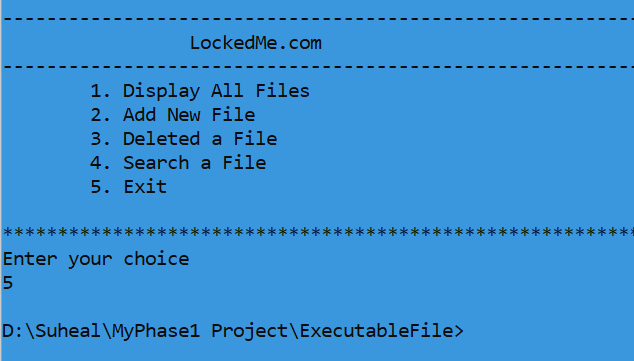 ---------------------------------------------------------
LockedMe.com
---------------------------------------------------------
1. Display All Files
2. Add New File
3. Deleted a File
4. Search a File
5. Exit
*********************************************************
Enter your choice
5
D:\Suheal\MyPhase1 Project\ExecutableFile>